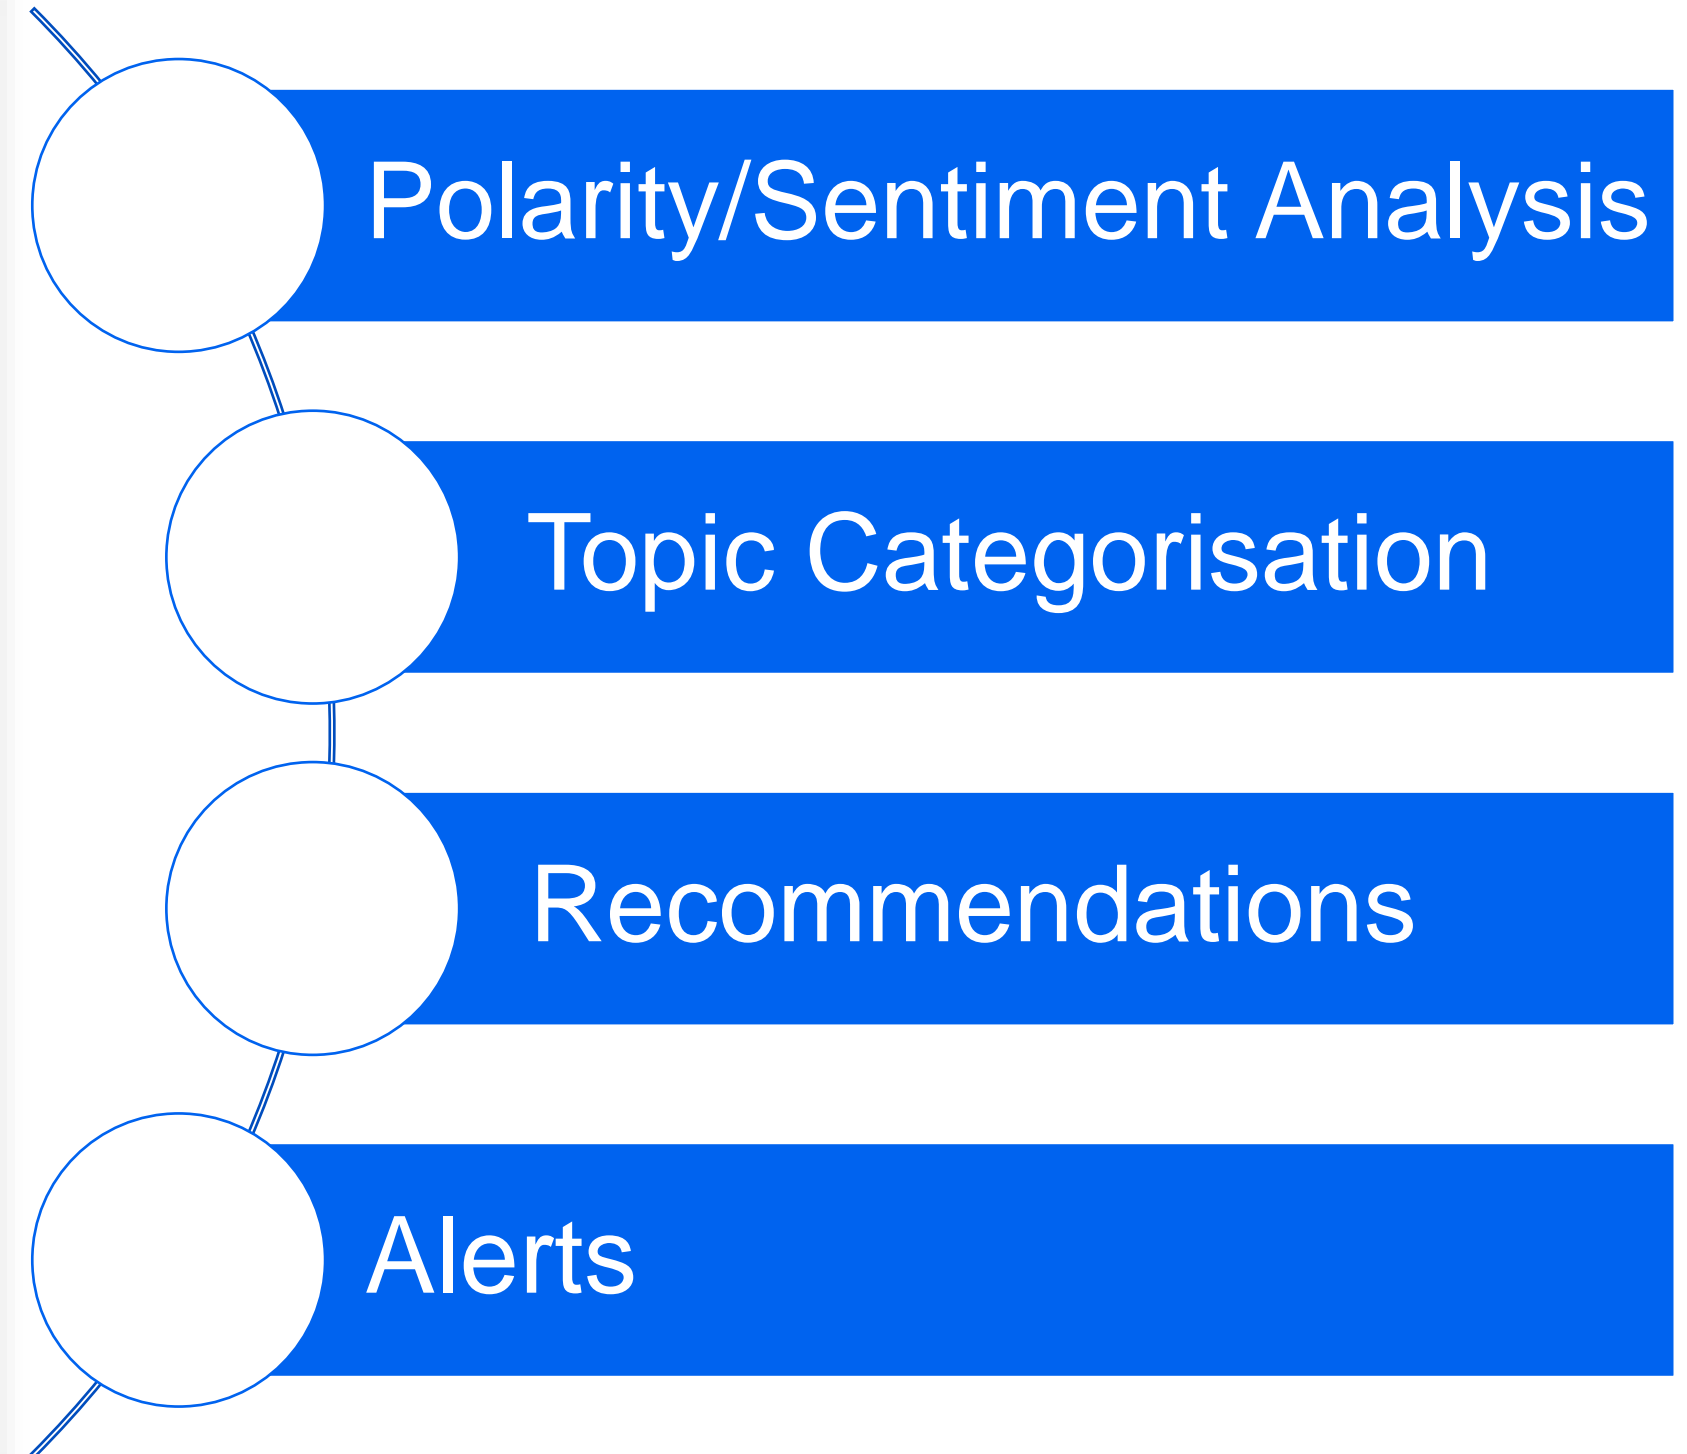 Polarity/Sentiment Analysis
Topic Categorisation
Recommendations
Alerts